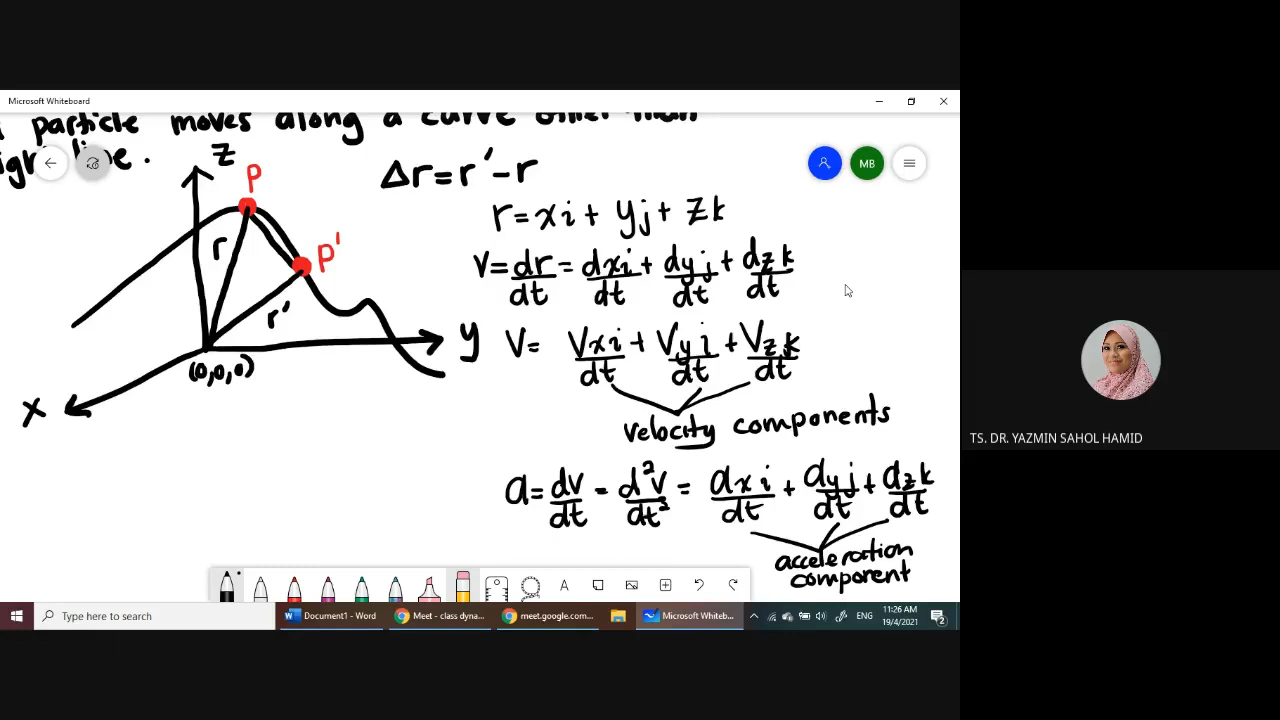 Microsoft Whiteboard
particle moves along a curve other than
line.
Δr = r' - r
MB
z
P
r = xi + yj + zk
r
P'
V = dr/dt = dxi/dt + dyj/dt + dzk/dt
r'
y
V = Vxi/dt + Vyj/dt + Vzk/dt
(0,0,0)
x
velocity components
a = dv/dt = d²v/dt² = axi/dt + ayj/dt + azk/dt
acceleration
component
TS. DR. YAZMIN SAHOL HAMID
A
Type here to search
Document1 - Word
Meet - class dyna...
meet.google.com...
Microsoft Whiteb...
ENG
11:26 AM
19/4/2021
2